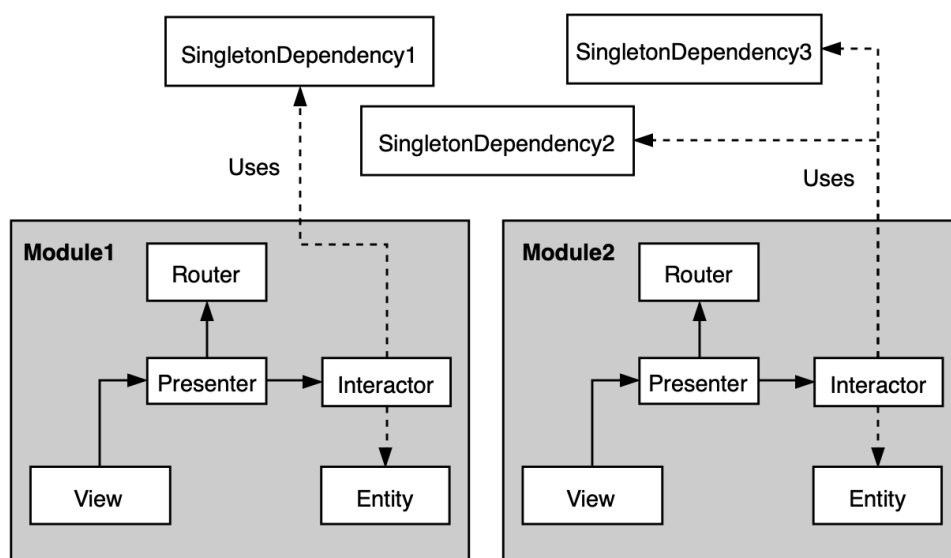 SingletonDependency1
SingletonDependency3
SingletonDependency2
Uses
Uses
Module1
Router
Presenter
Interactor
View
Entity
Module2
Router
Presenter
Interactor
View
Entity